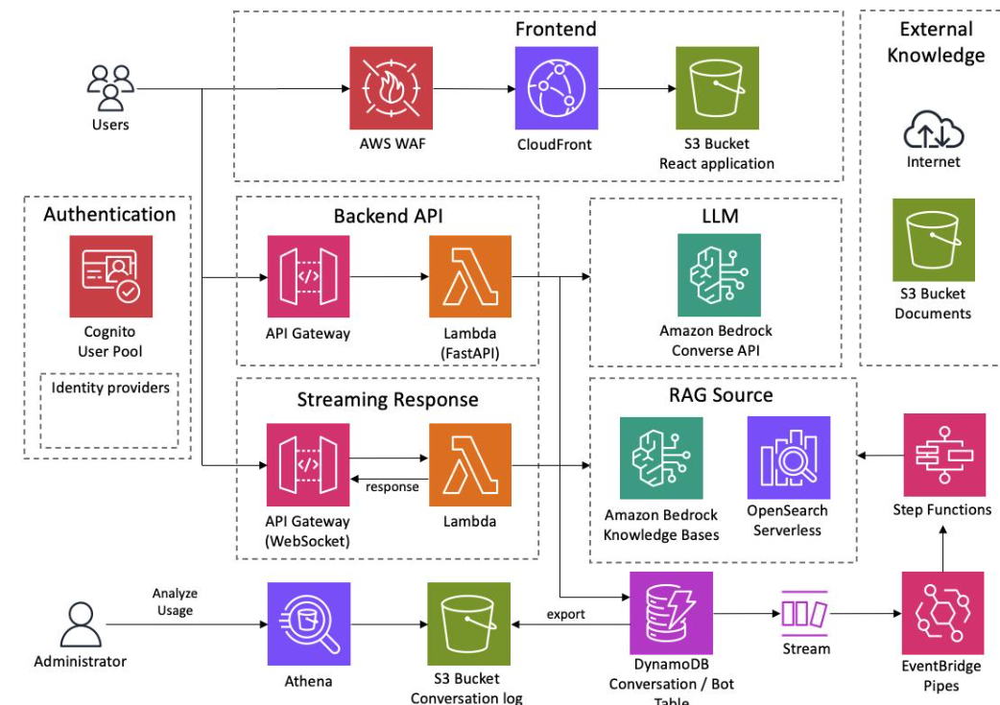 Frontend
External
Knowledge
Users
AWS WAF
CloudFront
S3 Bucket
React application
Internet
Authentication
Backend API
LLM
S3 Bucket
Documents
Cognito
User Pool
API Gateway
Lambda
(FastAPI)
Amazon Bedrock
Converse API
Identity providers
Streaming Response
RAG Source
response
API Gateway
(WebSocket)
Lambda
Amazon Bedrock
Knowledge Bases
OpenSearch
Serverless
Step Functions
Analyze
Usage
export
Administrator
Athena
S3 Bucket
Conversation log
DynamoDB
Conversation / Bot
Table
Stream
EventBridge
Pipes